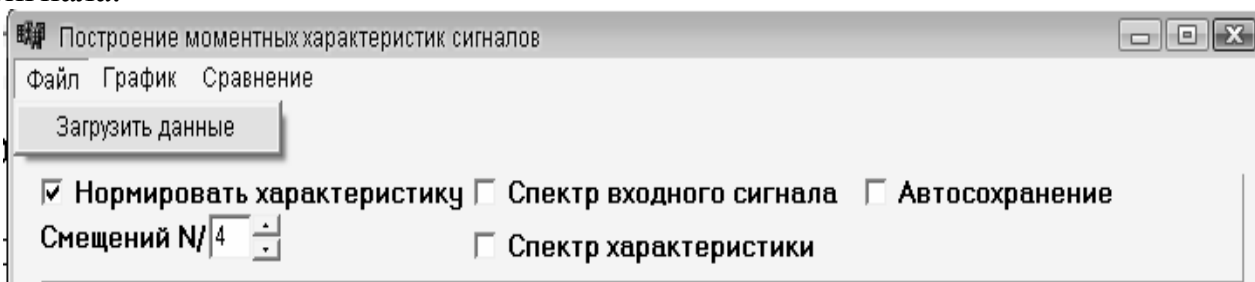 Построение моментных характеристик сигналов
Файл График Сравнение
Загрузить данные
Нормировать характеристику Спектр входного сигнала Автосохранение
Смещений N/ 4
Спектр характеристики